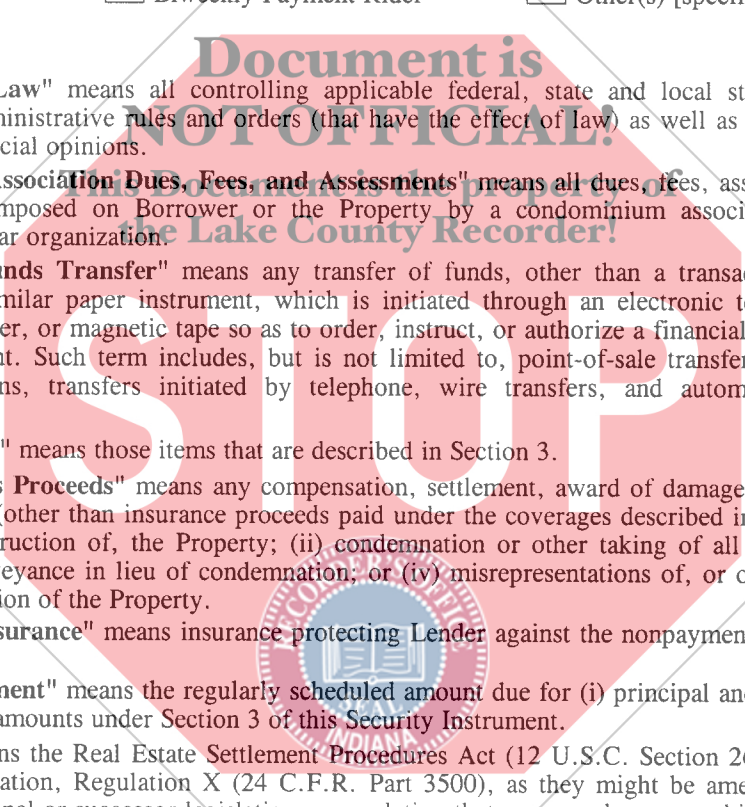 Biweekly Payment Rider Other(s) [speci
Document is
Law" means all controlling applicable federal, state and local st
ministrative rules and orders (that have the effect of law) as well as
NOT OFFICIAL!
cial opinions.
ssociation Dues, Fees, and Assessments" means all dues, fees, ass
This Document is the property of
mposed on Borrower or the Property by a condominium associ
the Lake County Recorder!
ar organization.
unds Transfer" means any transfer of funds, other than a transac
milar paper instrument, which is initiated through an electronic te
er, or magnetic tape so as to order, instruct, or authorize a financial
nt. Such term includes, but is not limited to, point-of-sale transfer
ns, transfers initiated by telephone, wire transfers, and autom
STOP
" means those items that are described in Section 3.
s Proceeds" means any compensation, settlement, award of damage
(other than insurance proceeds paid under the coverages described in
ruction of, the Property; (ii) condemnation or other taking of all
veyance in lieu of condemnation; or (iv) misrepresentations of, or o
ion of the Property.
RECORDER'S OFFICE
surance" means insurance protecting Lender against the nonpaymen
ment" means the regularly scheduled amount due for (i) principal an
SEAL
amounts under Section 3 of this Security Instrument.
INDIANA
ns the Real Estate Settlement Procedures Act (12 U.S.C. Section 26
ation, Regulation X (24 C.F.R. Part 3500), as they might be ame